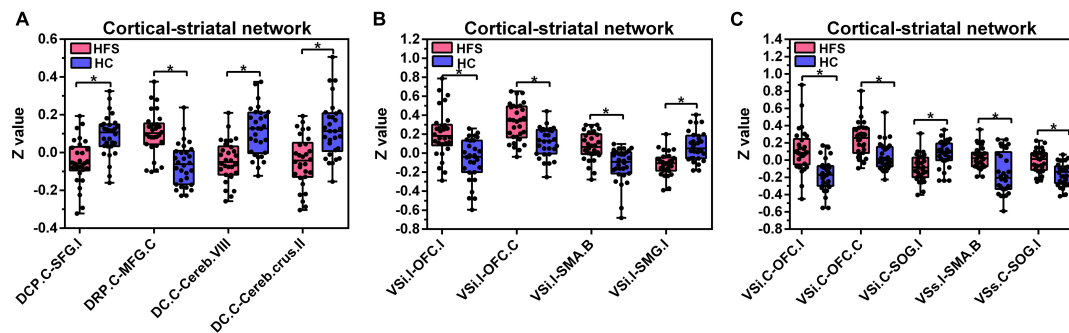 A
Cortical-striatal network
HFS
HC
* * * *
Z value
0.6
0.4
0.2
0.0
-0.2
-0.4
DCP.C-SFG.I
DRP.C-MFG.C
DC.C-Cereb.VIII
DC.C-Cereb.crus.II
B
Cortical-striatal network
HFS
HC
* * * *
Z value
1.2
1.0
0.8
0.6
0.4
0.2
0.0
-0.2
-0.4
-0.6
-0.8
VSi.I-OFC.I
VSi.I-OFC.C
VSi.I-SMA.B
VSi.I-SMG.I
C
Cortical-striatal network
HFS
HC
* * * * *
Z value
1.4
1.2
1.0
0.8
0.6
0.4
0.2
0.0
-0.2
-0.4
-0.6
-0.8
VSi.C-OFC.I
VSi.C-OFC.C
VSi.C-SOG.I
VSs.I-SMA.B
VSs.C-SOG.I